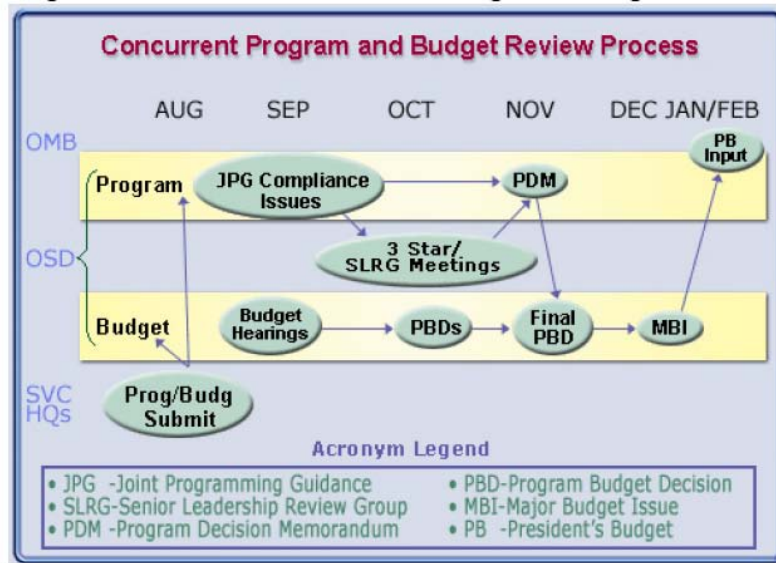 Concurrent Program and Budget Review Process
AUG SEP OCT NOV DEC JAN/FEB
OMB
PB
Input
Program
JPG Compliance
Issues
PDM
OSD
3 Star/
SLRG Meetings
Budget
Budget
Hearings
PBDs
Final
PBD
MBI
SVC
HQs
Prog/Budg
Submit
Acronym Legend
• JPG -Joint Programming Guidance
• SLRG-Senior Leadership Review Group
• PDM -Program Decision Memorandum
• PBD-Program Budget Decision
• MBI-Major Budget Issue
• PB -President's Budget